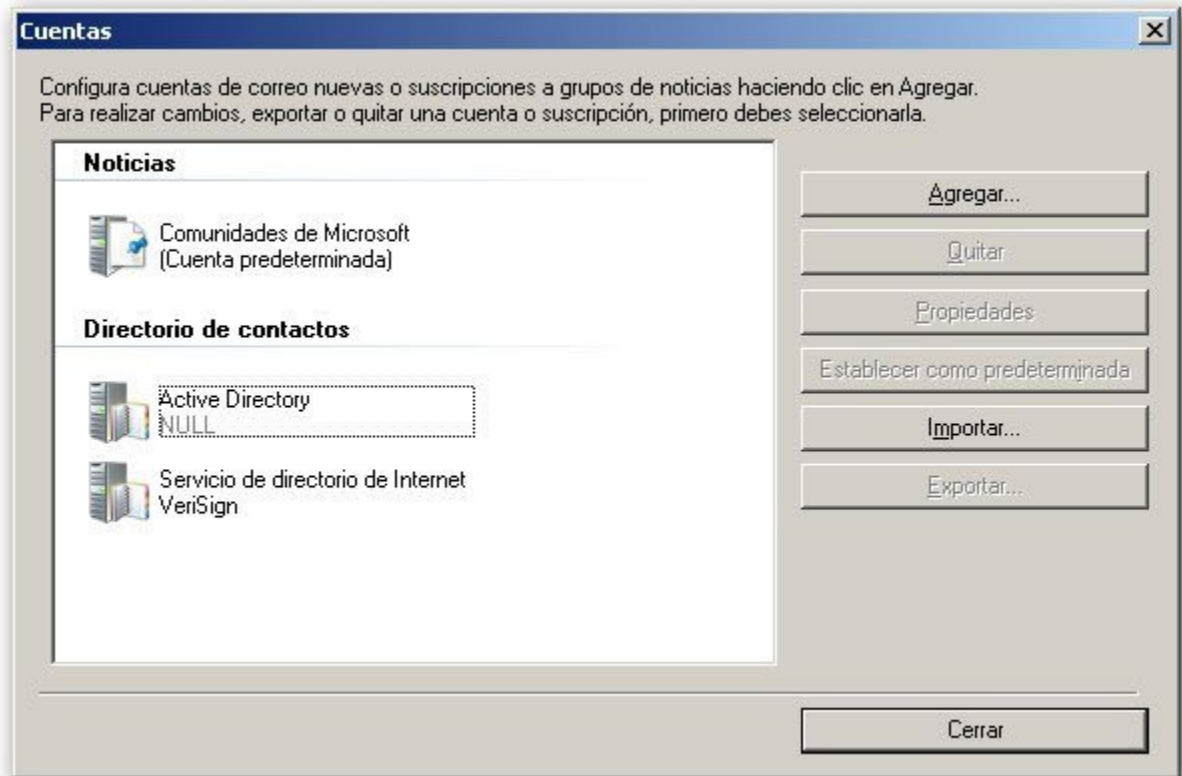 Cuentas
Configura cuentas de correo nuevas o suscripciones a grupos de noticias haciendo clic en Agregar.
Para realizar cambios, exportar o quitar una cuenta o suscripción, primero debes seleccionarla.
Noticias
Comunidades de Microsoft
(Cuenta predeterminada)
Directorio de contactos
Active Directory
NULL
Servicio de directorio de Internet
VeriSign
Agregar...
Quitar
Propiedades
Establecer como predeterminada
Importar...
Exportar...
Cerrar